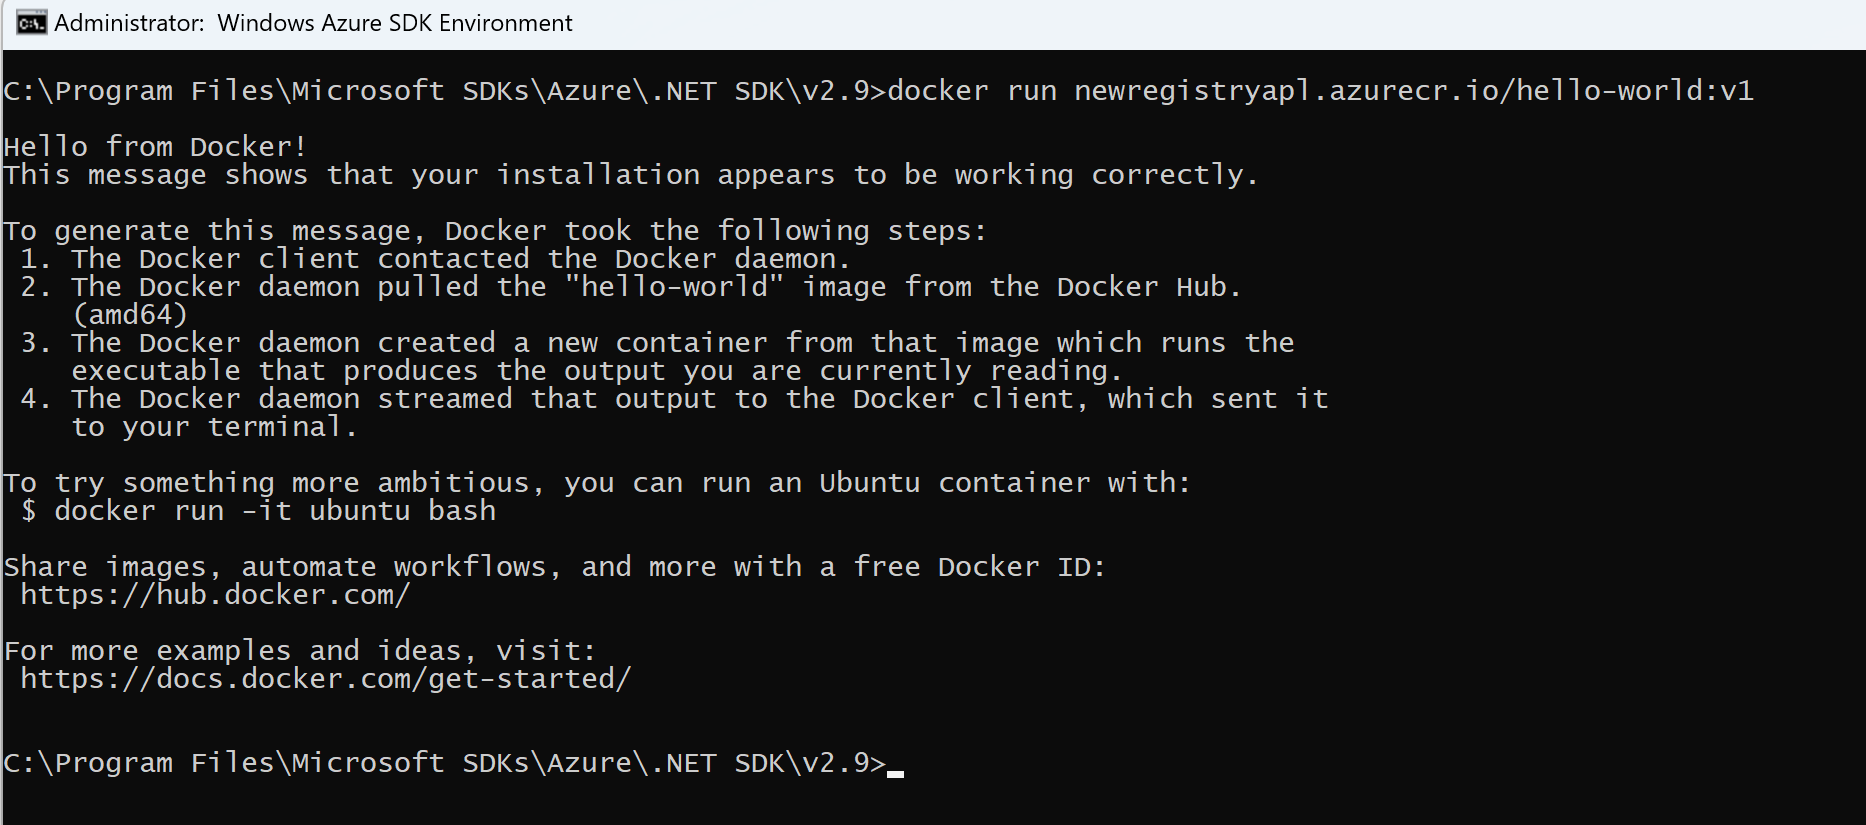 Administrator:  Windows Azure SDK Environment
C:\Program Files\Microsoft SDKs\Azure\.NET SDK\v2.9>docker run newregistryapl.azurecr.io/hello-world:v1
Hello from Docker!
This message shows that your installation appears to be working correctly.
To generate this message, Docker took the following steps:
 1. The Docker client contacted the Docker daemon.
 2. The Docker daemon pulled the "hello-world" image from the Docker Hub.
    (amd64)
 3. The Docker daemon created a new container from that image which runs the
    executable that produces the output you are currently reading.
 4. The Docker daemon streamed that output to the Docker client, which sent it
    to your terminal.
To try something more ambitious, you can run an Ubuntu container with:
 $ docker run -it ubuntu bash
Share images, automate workflows, and more with a free Docker ID:
 https://hub.docker.com/
For more examples and ideas, visit:
 https://docs.docker.com/get-started/
C:\Program Files\Microsoft SDKs\Azure\.NET SDK\v2.9>